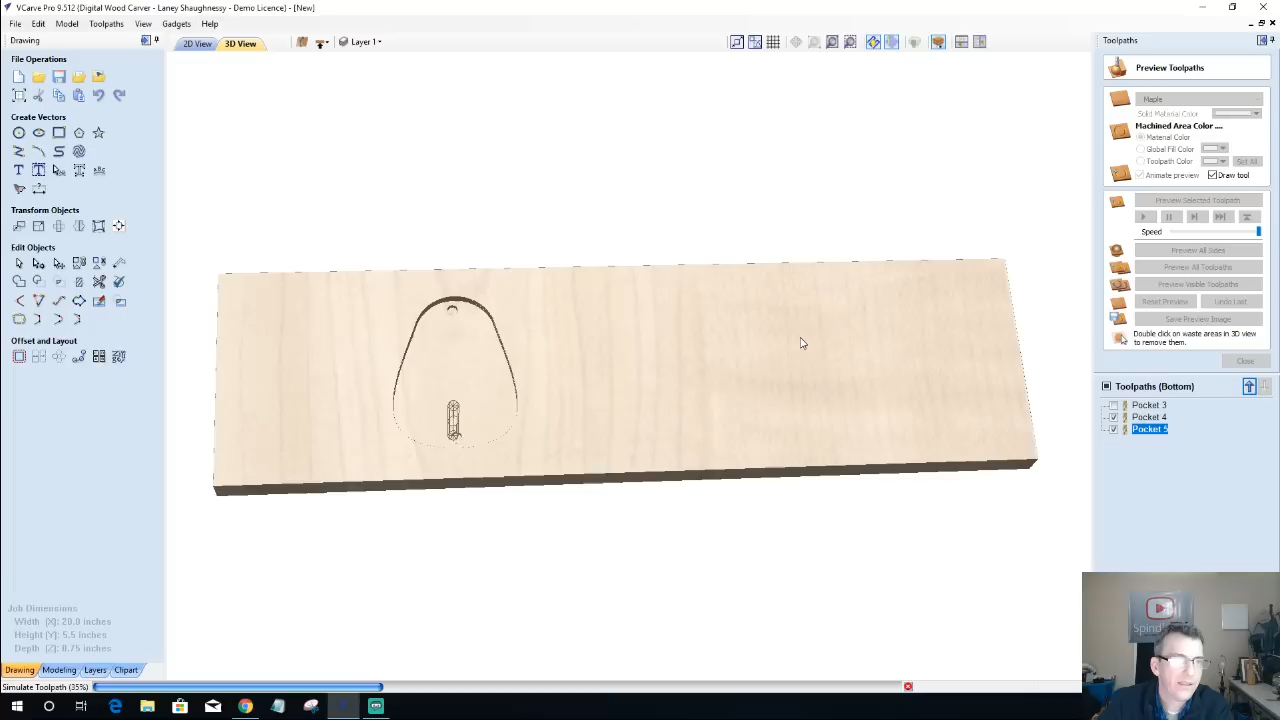 VCarve Pro 9.512 {Digital Wood Carver - Laney Shaughnessy - Demo Licence} - [New]
File Edit Model Toolpaths View Gadgets Help
Drawing
2D View 3D View Layer 1
Toolpaths
File Operations
Create Vectors
Transform Objects
Edit Objects
Offset and Layout
Job Dimensions
Width (X): 20.0 inches
Height (Y): 5.5 inches
Depth (Z): 0.75 inches
Drawing Modeling Layers Clipart
Simulate Toolpath (35%)
Preview Toolpaths
Maple
Solid Material Color
Machined Area Color ....
Material Color
Global Fill Color
Toolpath Color Set All
Animate preview Draw tool
Preview Selected Toolpath
Speed
Preview All Sides
Preview All Toolpaths
Preview Visible Toolpaths
Reset Preview Undo Last
Save Preview Image
Double click on waste areas in 3D view
to remove them.
Close
Toolpaths (Bottom)
Pocket 3
Pocket 4
Pocket 5